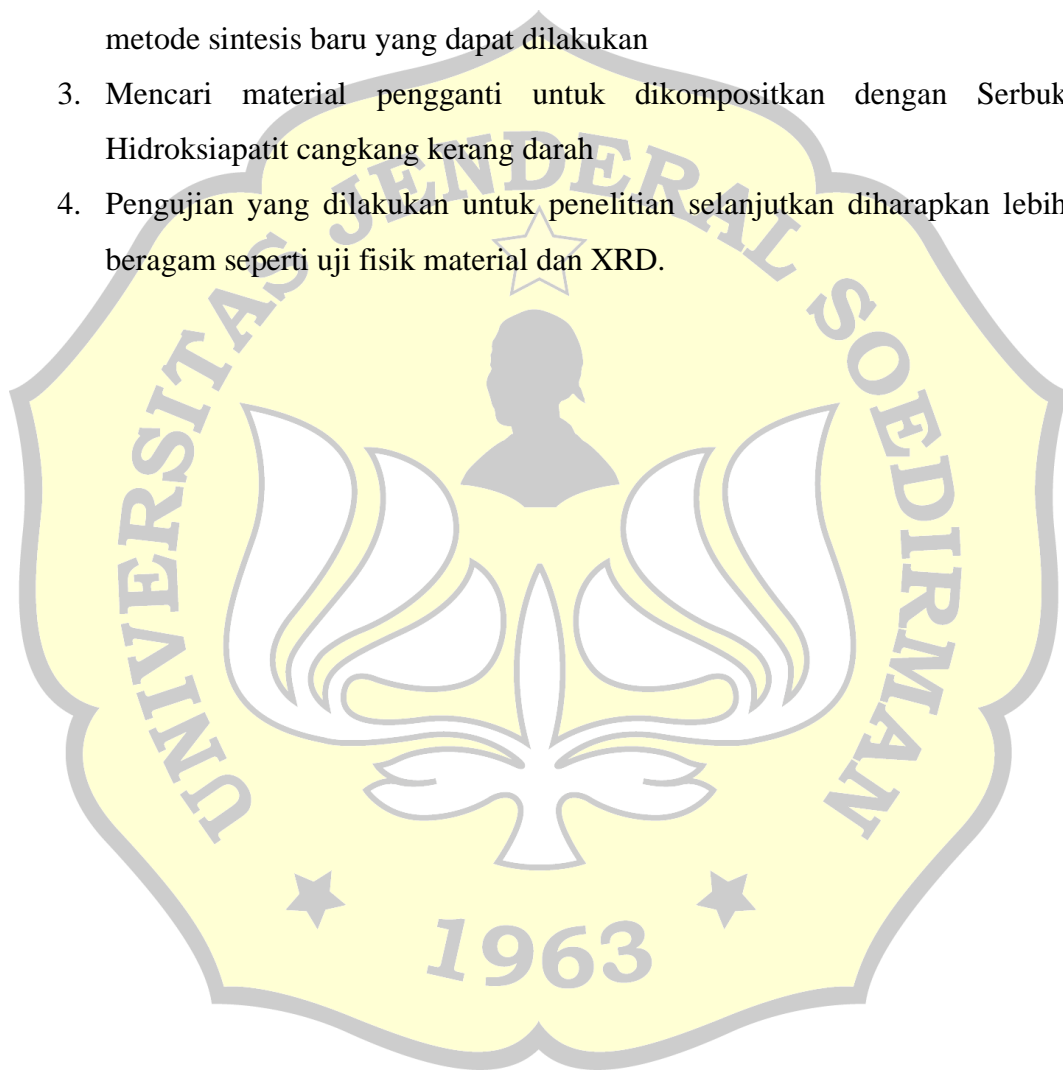 metode sintesis baru yang dapat dilakukan
3. Mencari material pengganti untuk dikompositkan dengan Serbuk
Hidroksiapatit cangkang kerang darah
4. Pengujian yang dilakukan untuk penelitian selanjutkan diharapkan lebih
beragam seperti uji fisik material dan XRD.
UNIVERSITAS JENDERAL SOEDIRMAN
1963